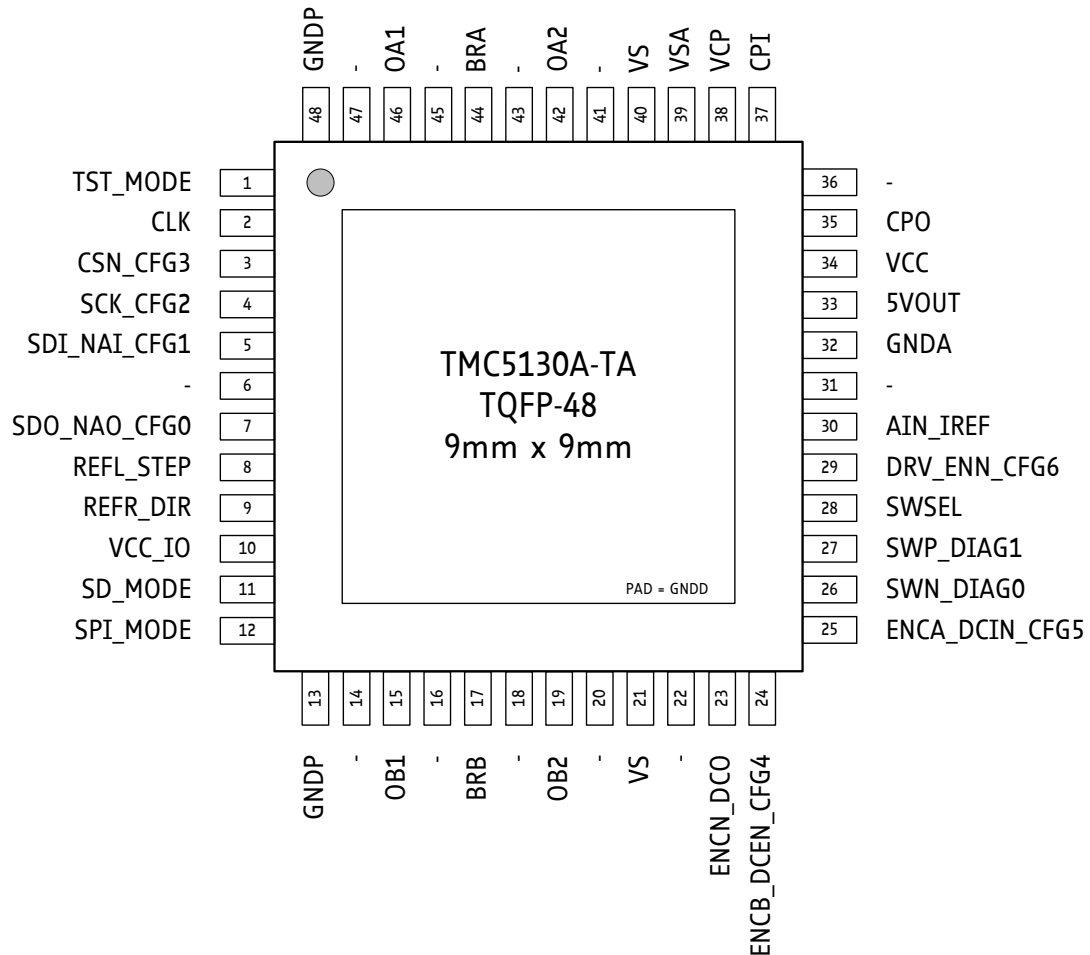 GNDP
-
OA1
-
BRA
-
OA2
-
VS
VSA
VCP
CPI
48
47
46
45
44
43
42
41
40
39
38
37
TST_MODE 1
CLK 2
CSN_CFG3 3
SCK_CFG2 4
SDI_NAI_CFG1 5
- 6
SDO_NAO_CFG0 7
REFL_STEP 8
REFR_DIR 9
VCC_IO 10
SD_MODE 11
SPI_MODE 12
TMC5130A-TA
TQFP-48
9mm x 9mm
PAD = GNDD
36 -
35 CPO
34 VCC
33 5VOUT
32 GNDA
31 -
30 AIN_IREF
29 DRV_ENN_CFG6
28 SWSEL
27 SWP_DIAG1
26 SWN_DIAG0
25 ENCA_DCIN_CFG5
13
14
15
16
17
18
19
20
21
22
23
24
GNDP
-
OB1
-
BRB
-
OB2
-
VS
-
ENCN_DCO
ENCB_DCEN_CFG4